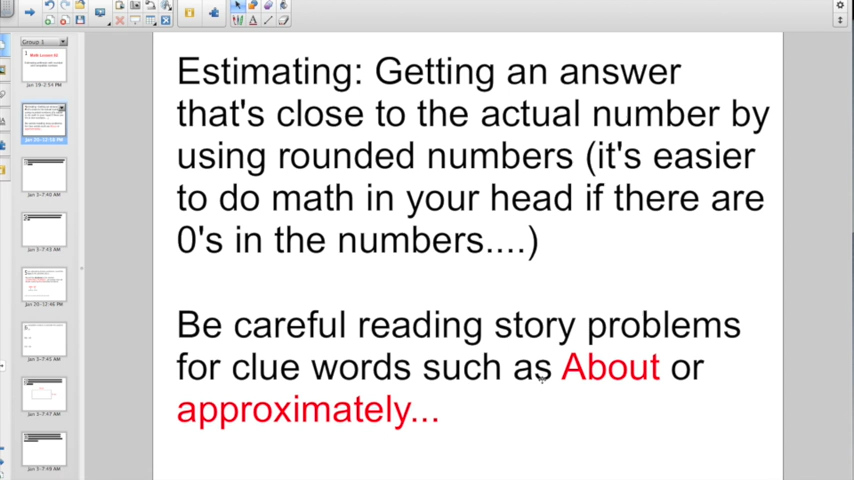 Group 1
Estimating: Getting an answer
that's close to the actual number by
using rounded numbers (it's easier
to do math in your head if there are
0's in the numbers....)
Be careful reading story problems
for clue words such as About or
approximately...